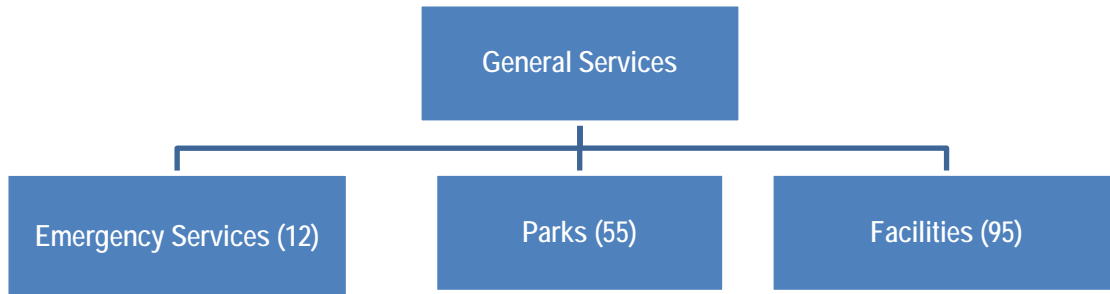 General Services
Emergency Services (12)
Parks (55)
Facilities (95)